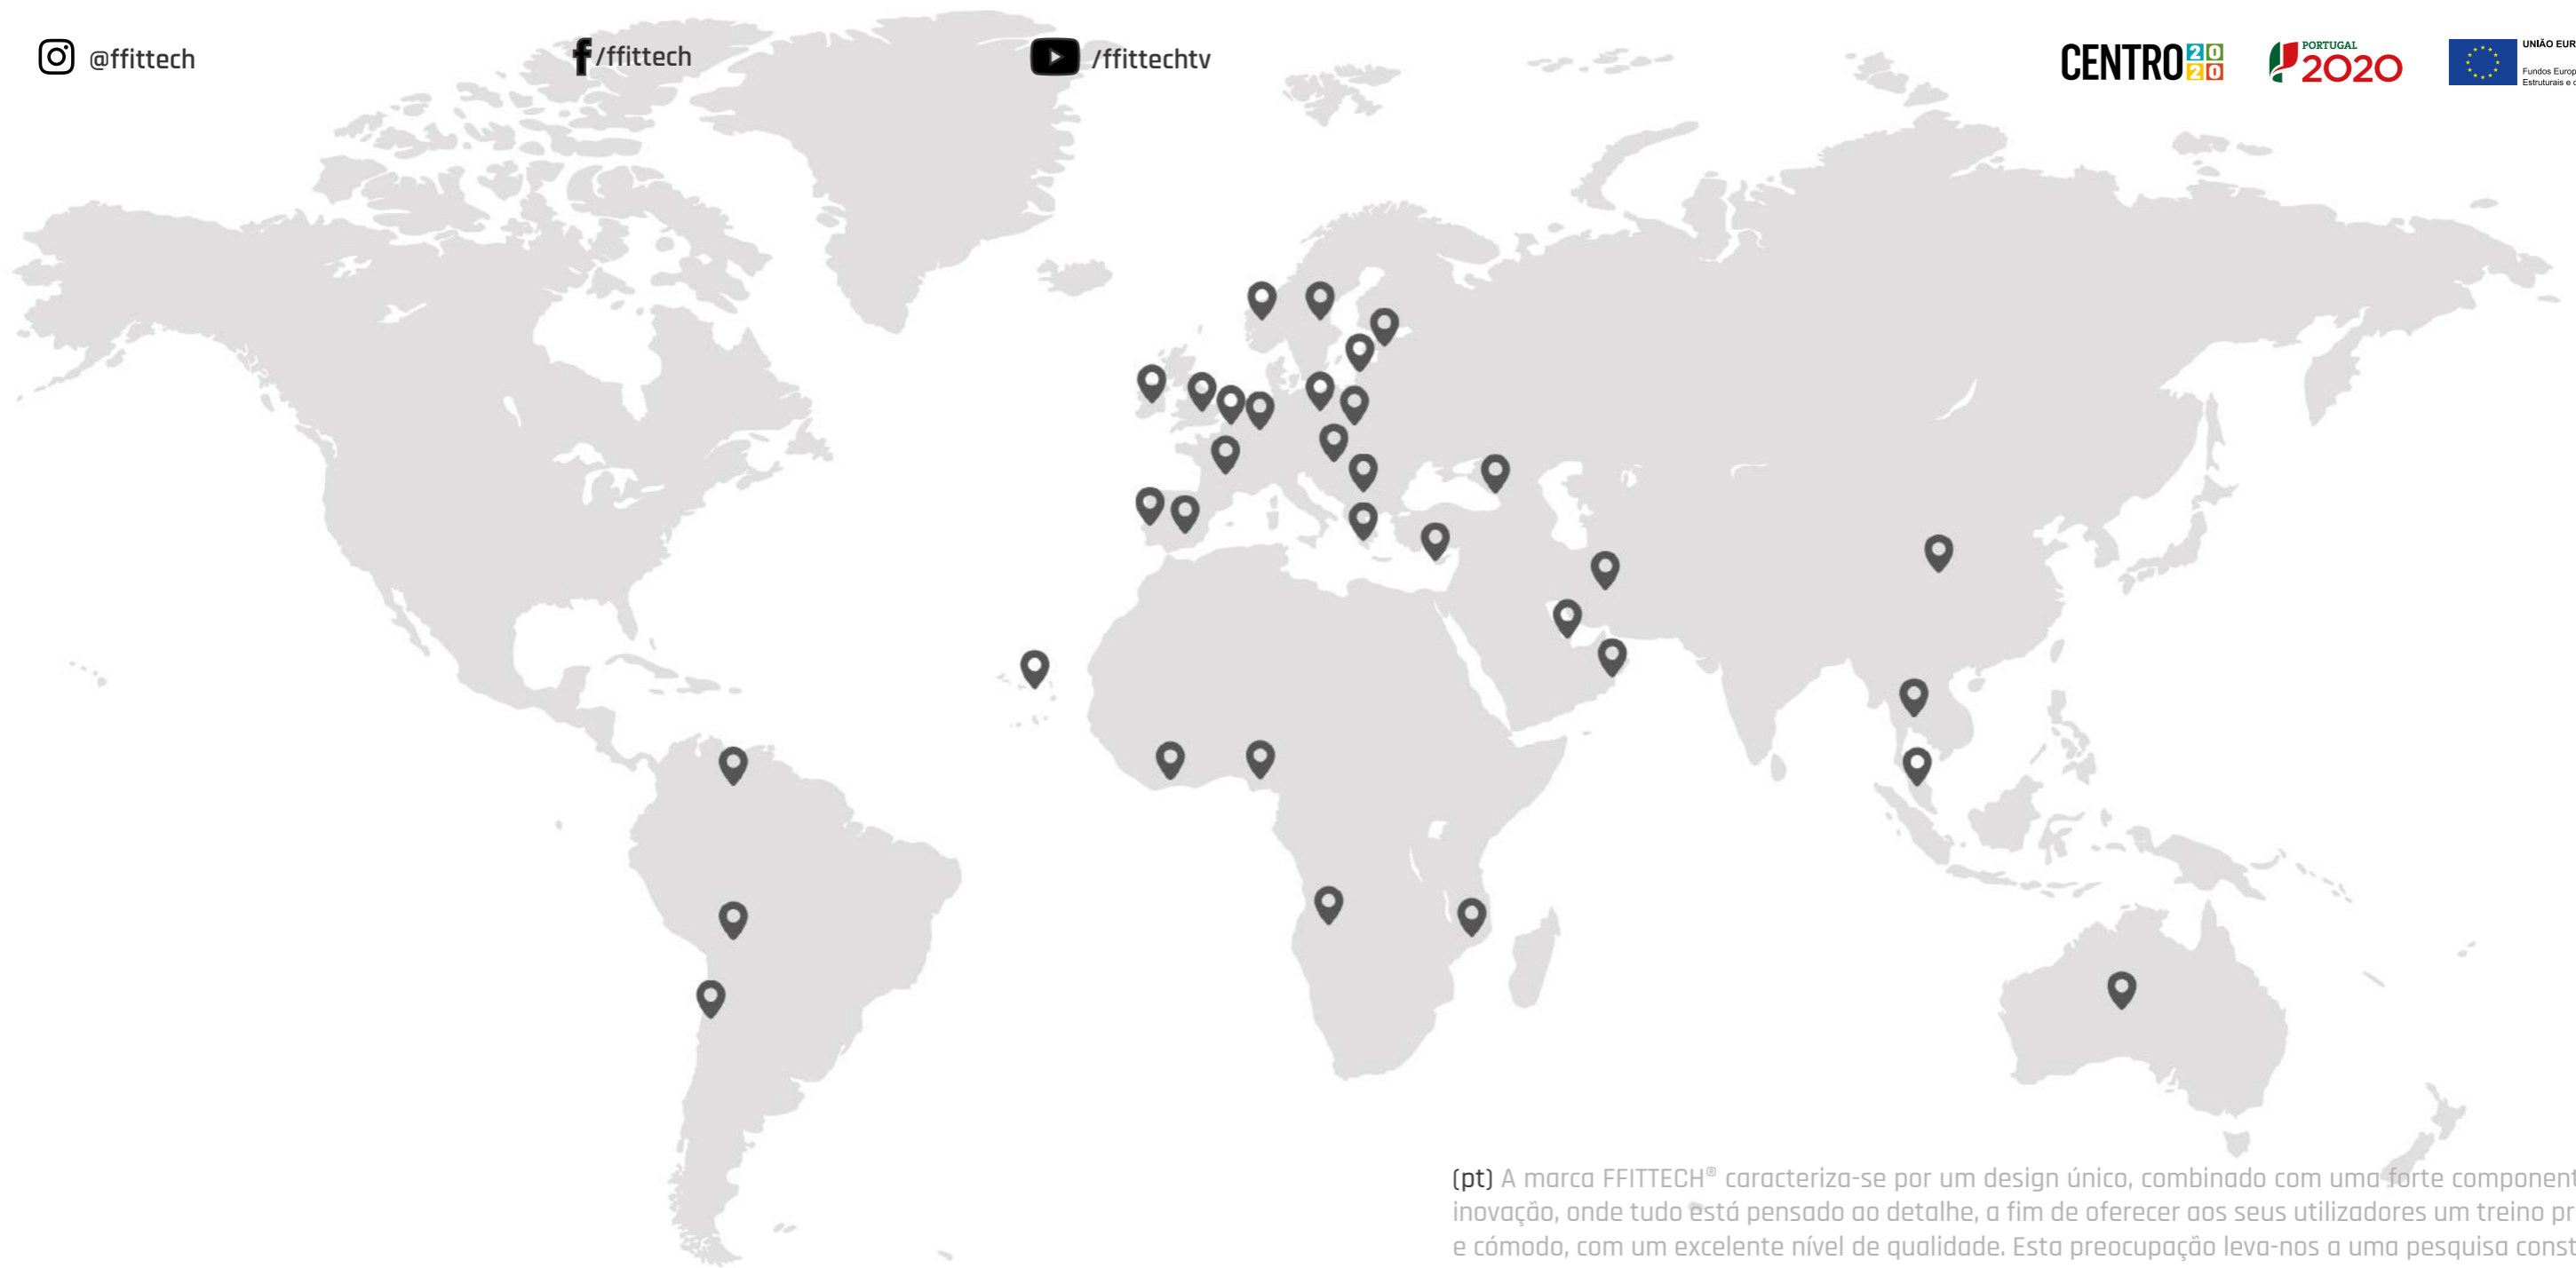 @ffittech
/ffittech
/ffittechtv
CENTRO 20 20
PORTUGAL
2020
UNIÃO EUR
Fundos Europ
Estruturais e
(pt) A marca FFITTECH® caracteriza-se por um design único, combinado com uma forte component
inovação, onde tudo está pensado ao detalhe, a fim de oferecer aos seus utilizadores um treino pr
e cómodo, com um excelente nível de qualidade. Esta preocupação leva-nos a uma pesquisa const